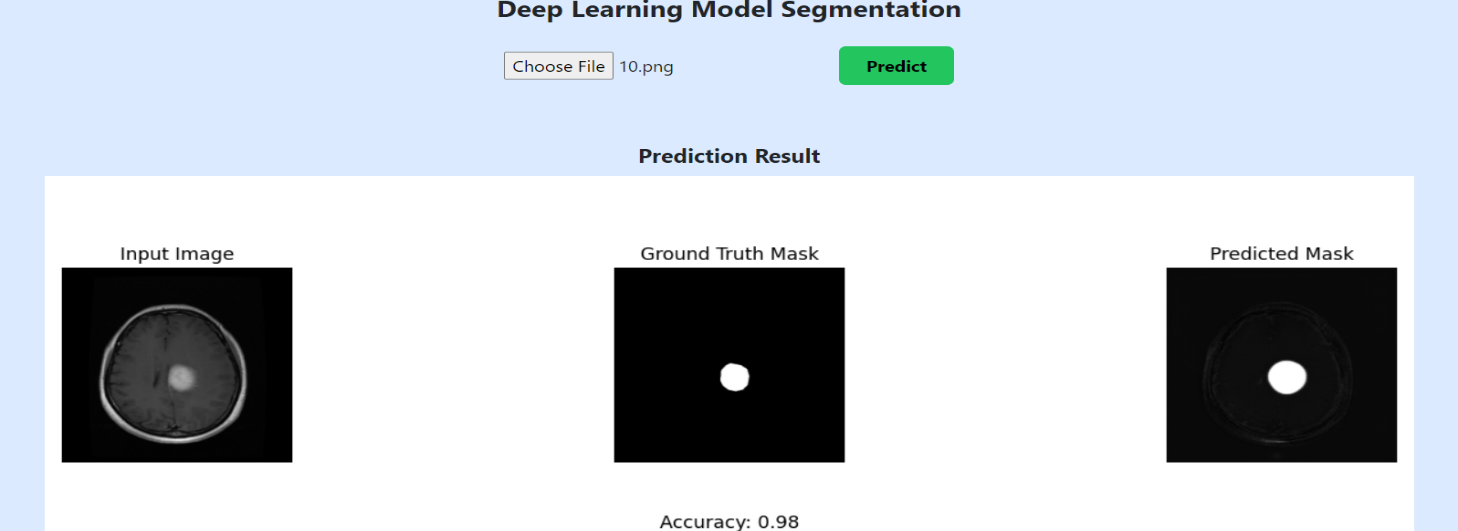 Deep Learning Model Segmentation
Choose File 10.png
Predict
Prediction Result
Input Image
Ground Truth Mask
Predicted Mask
Accuracy: 0.98